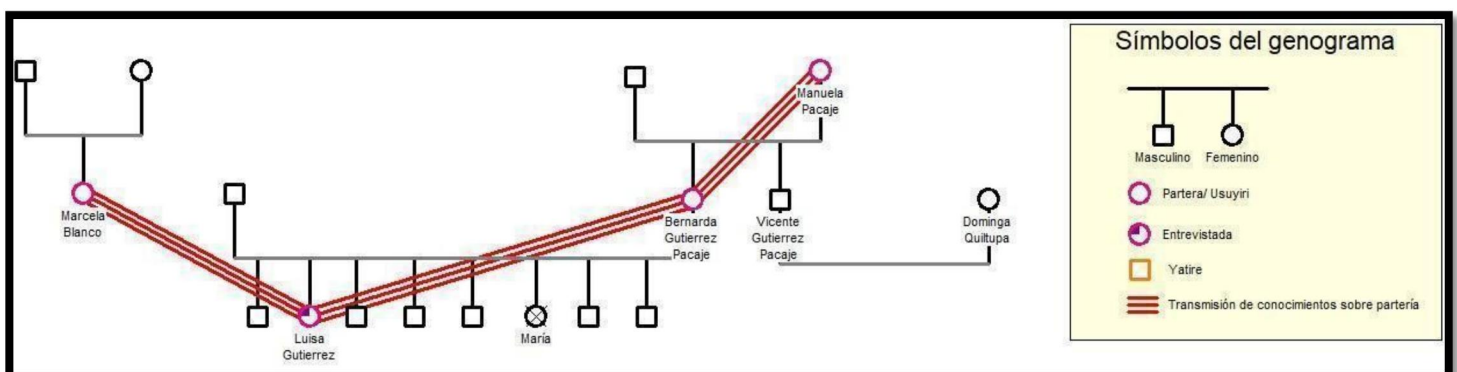 Símbolos del genograma
Masculino Femenino
Partera/ Usuyiri
Entrevistada
Yatire
Transmisión de conocimientos sobre partería
Manuela
Pacaje
Marcela
Blanco
Bernarda
Gutierrez
Pacaje
Vicente
Gutierrez
Pacaje
Dominga
Quiltupa
Luisa
Gutierrez
María